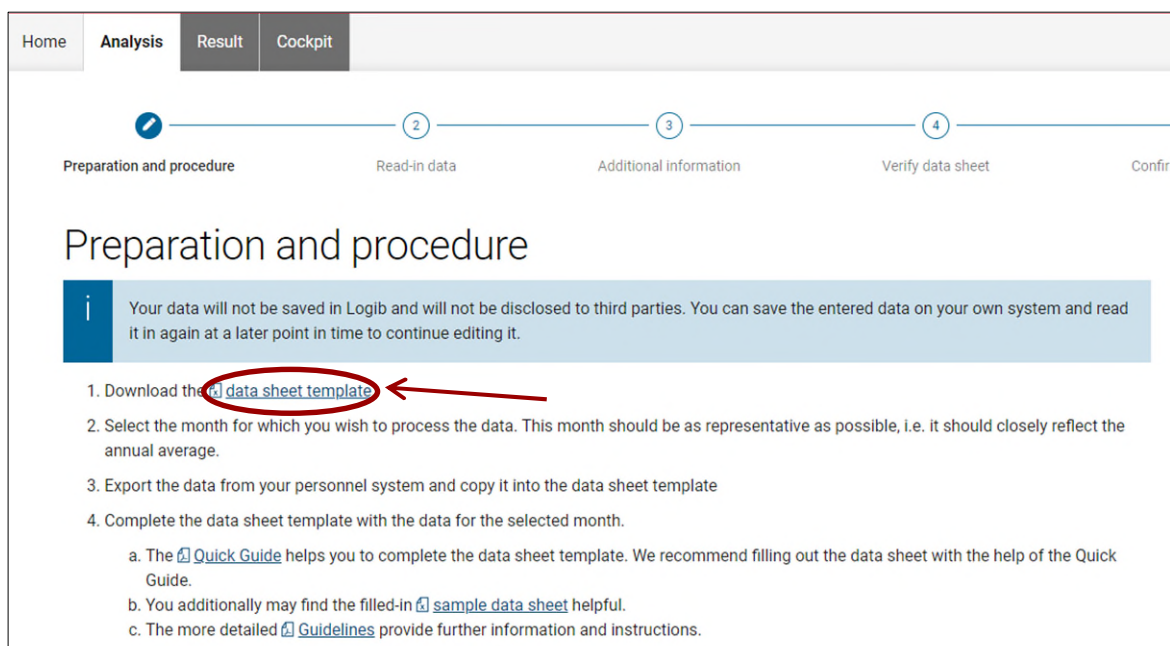 Home Analysis Result Cockpit
2 3 4
Preparation and procedure Read-in data Additional information Verify data sheet Confir
Preparation and procedure
i
Your data will not be saved in Logib and will not be disclosed to third parties. You can save the entered data on your own system and read
it in again at a later point in time to continue editing it.
1. Download the data sheet template
2. Select the month for which you wish to process the data. This month should be as representative as possible, i.e. it should closely reflect the
annual average.
3. Export the data from your personnel system and copy it into the data sheet template
4. Complete the data sheet template with the data for the selected month.
a. The Quick Guide helps you to complete the data sheet template. We recommend filling out the data sheet with the help of the Quick
Guide.
b. You additionally may find the filled-in sample data sheet helpful.
c. The more detailed Guidelines provide further information and instructions.